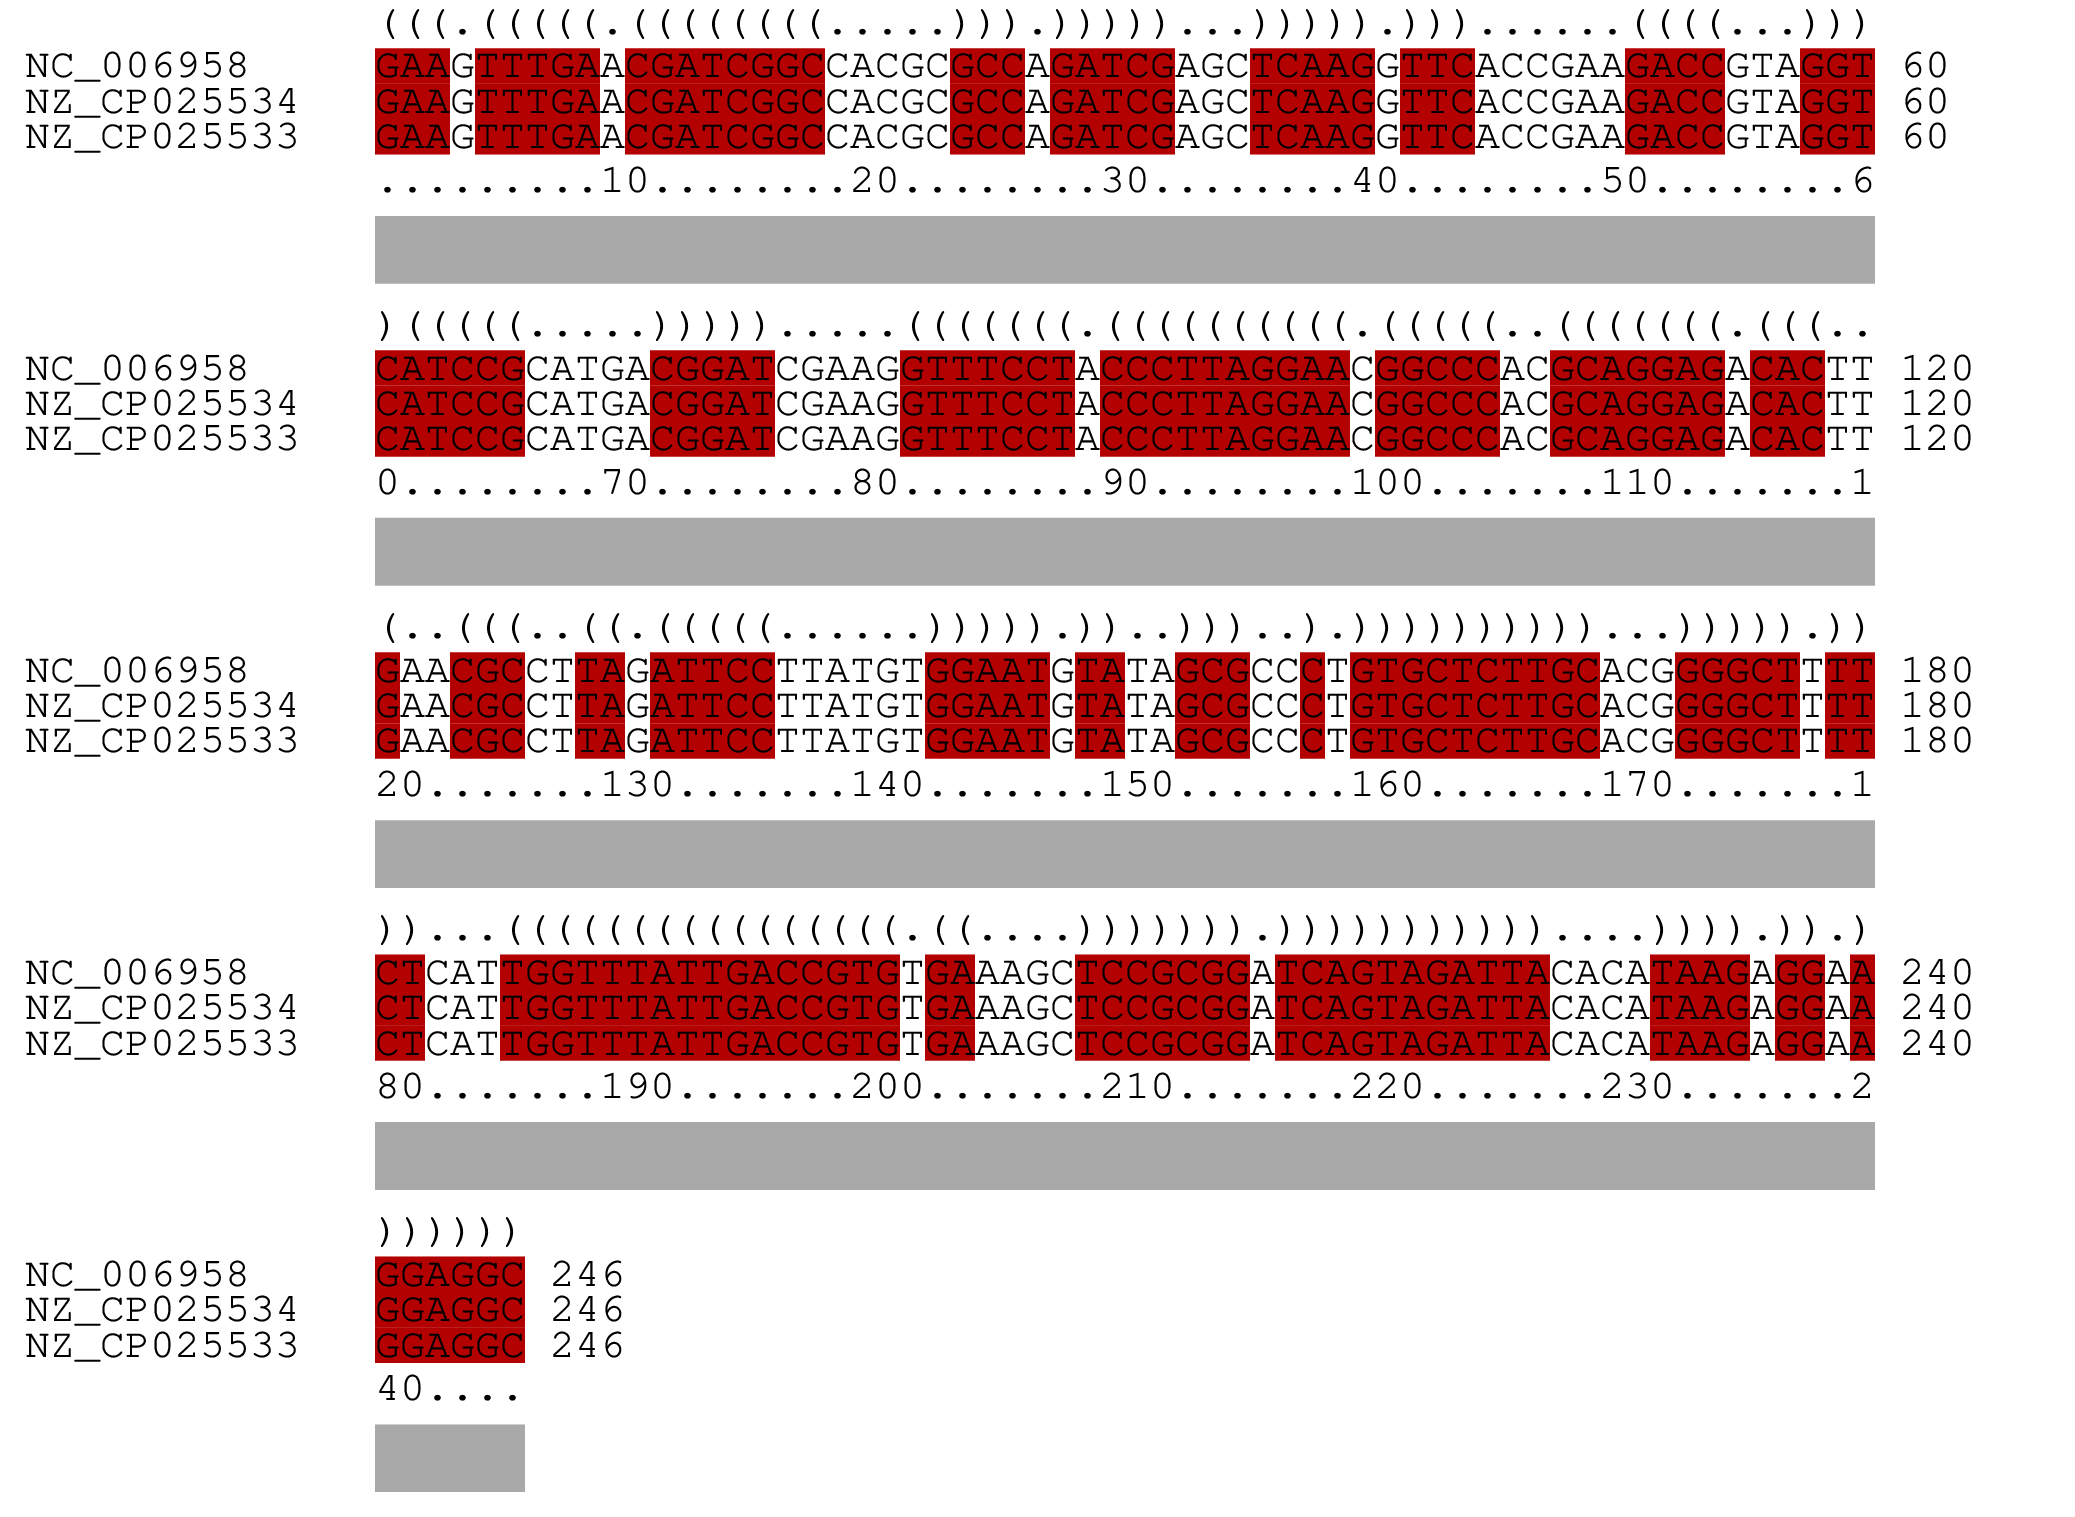 (((.(((((.((((((((.....))).)))))...))))).)))......((((...)))
NC_006958 GAAGTTTGAACGATCGGCCACGCGCCAGATCGAGCTCAAGGTTCACCGAAGACCGTAGGT 60
NZ_CP025534 GAAGTTTGAACGATCGGCCACGCGCCAGATCGAGCTCAAGGTTCACCGAAGACCGTAGGT 60
NZ_CP025533 GAAGTTTGAACGATCGGCCACGCGCCAGATCGAGCTCAAGGTTCACCGAAGACCGTAGGT 60
.........10........20........30........40........50........6
)(((((.....))))).....(((((((.((((((((((.(((((..(((((((.(((..
NC_006958 CATCCGCATGACGGATCGAAGGTTTCCTACCCTTAGGAACGGCCCACGCAGGAGACACTT 120
NZ_CP025534 CATCCGCATGACGGATCGAAGGTTTCCTACCCTTAGGAACGGCCCACGCAGGAGACACTT 120
NZ_CP025533 CATCCGCATGACGGATCGAAGGTTTCCTACCCTTAGGAACGGCCCACGCAGGAGACACTT 120
0........70........80........90........100.......110.......1
(..(((..((.(((((......))))).))..)))..).))))))))))...))))).))
NC_006958 GAACGCCTTAGATTCCTTATGTGGAATGTATAGCGCCCTGTGCTCTTGCACGGGGCTTTT 180
NZ_CP025534 GAACGCCTTAGATTCCTTATGTGGAATGTATAGCGCCCTGTGCTCTTGCACGGGGCTTTT 180
NZ_CP025533 GAACGCCTTAGATTCCTTATGTGGAATGTATAGCGCCCTGTGCTCTTGCACGGGGCTTTT 180
20.......130.......140.......150.......160.......170.......1
))...((((((((((((((((.((....))))))).)))))))))))....)))).)).)
NC_006958 CTCATTGGTTTATTGACCGTGTGAAAGCTCCGCGGATCAGTAGATTACACATAAGAGGAA 240
NZ_CP025534 CTCATTGGTTTATTGACCGTGTGAAAGCTCCGCGGATCAGTAGATTACACATAAGAGGAA 240
NZ_CP025533 CTCATTGGTTTATTGACCGTGTGAAAGCTCCGCGGATCAGTAGATTACACATAAGAGGAA 240
80.......190.......200.......210.......220.......230.......2
))))))
NC_006958 GGAGGC 246
NZ_CP025534 GGAGGC 246
NZ_CP025533 GGAGGC 246
40....